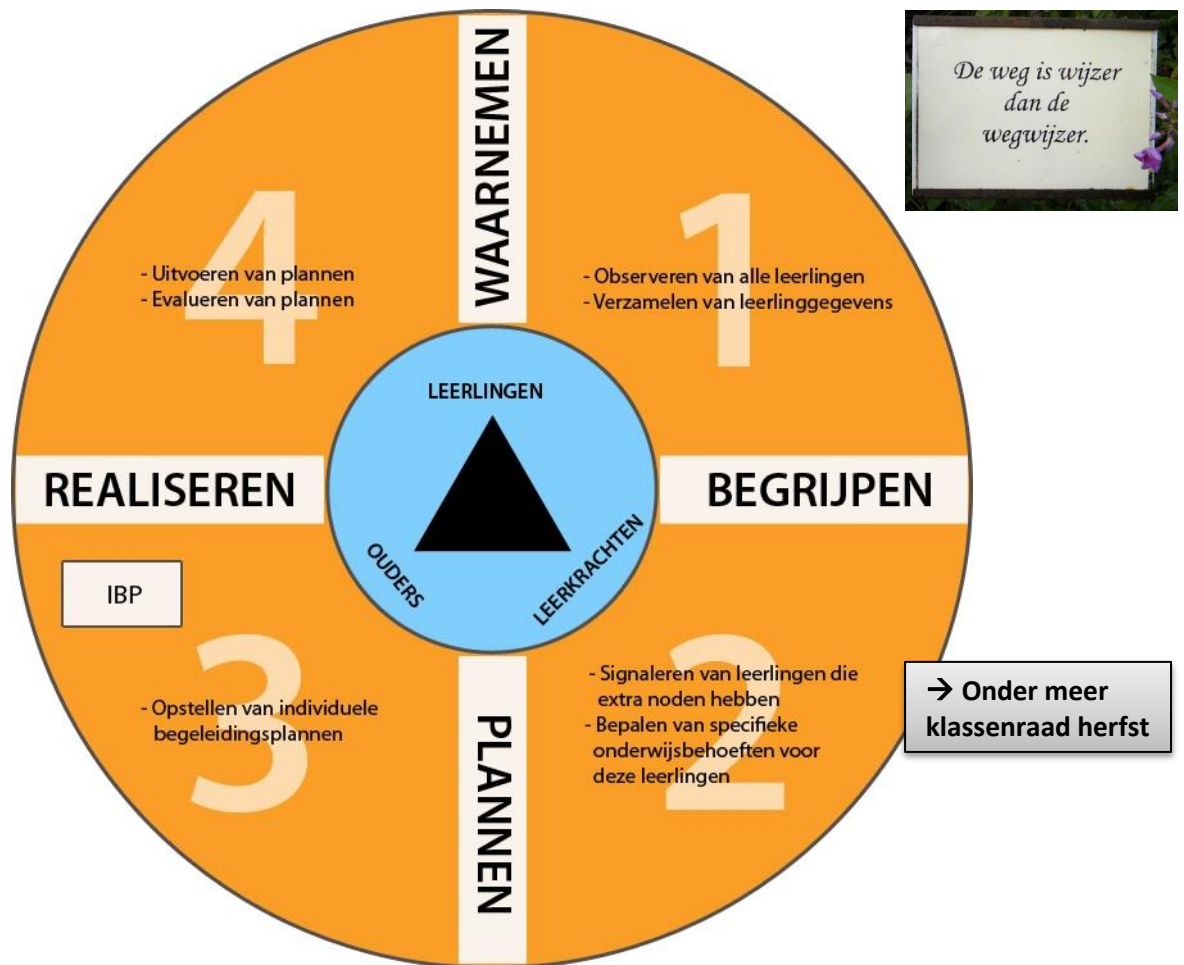 De weg is wijzer
dan de
wegwijzer.
WAARNEMEN
4
- Uitvoeren van plannen
- Evalueren van plannen
1
- Observeren van alle leerlingen
- Verzamelen van leerlinggegevens
LEERLINGEN
OUDERS
LEERKRACHTEN
REALISEREN
BEGRIJPEN
IBP
3
- Opstellen van individuele
begeleidingsplannen
PLANNEN
2
- Signaleren van leerlingen die
extra noden hebben
- Bepalen van specifieke
onderwijsbehoeften voor
deze leerlingen
→ Onder meer
klassenraad herfst